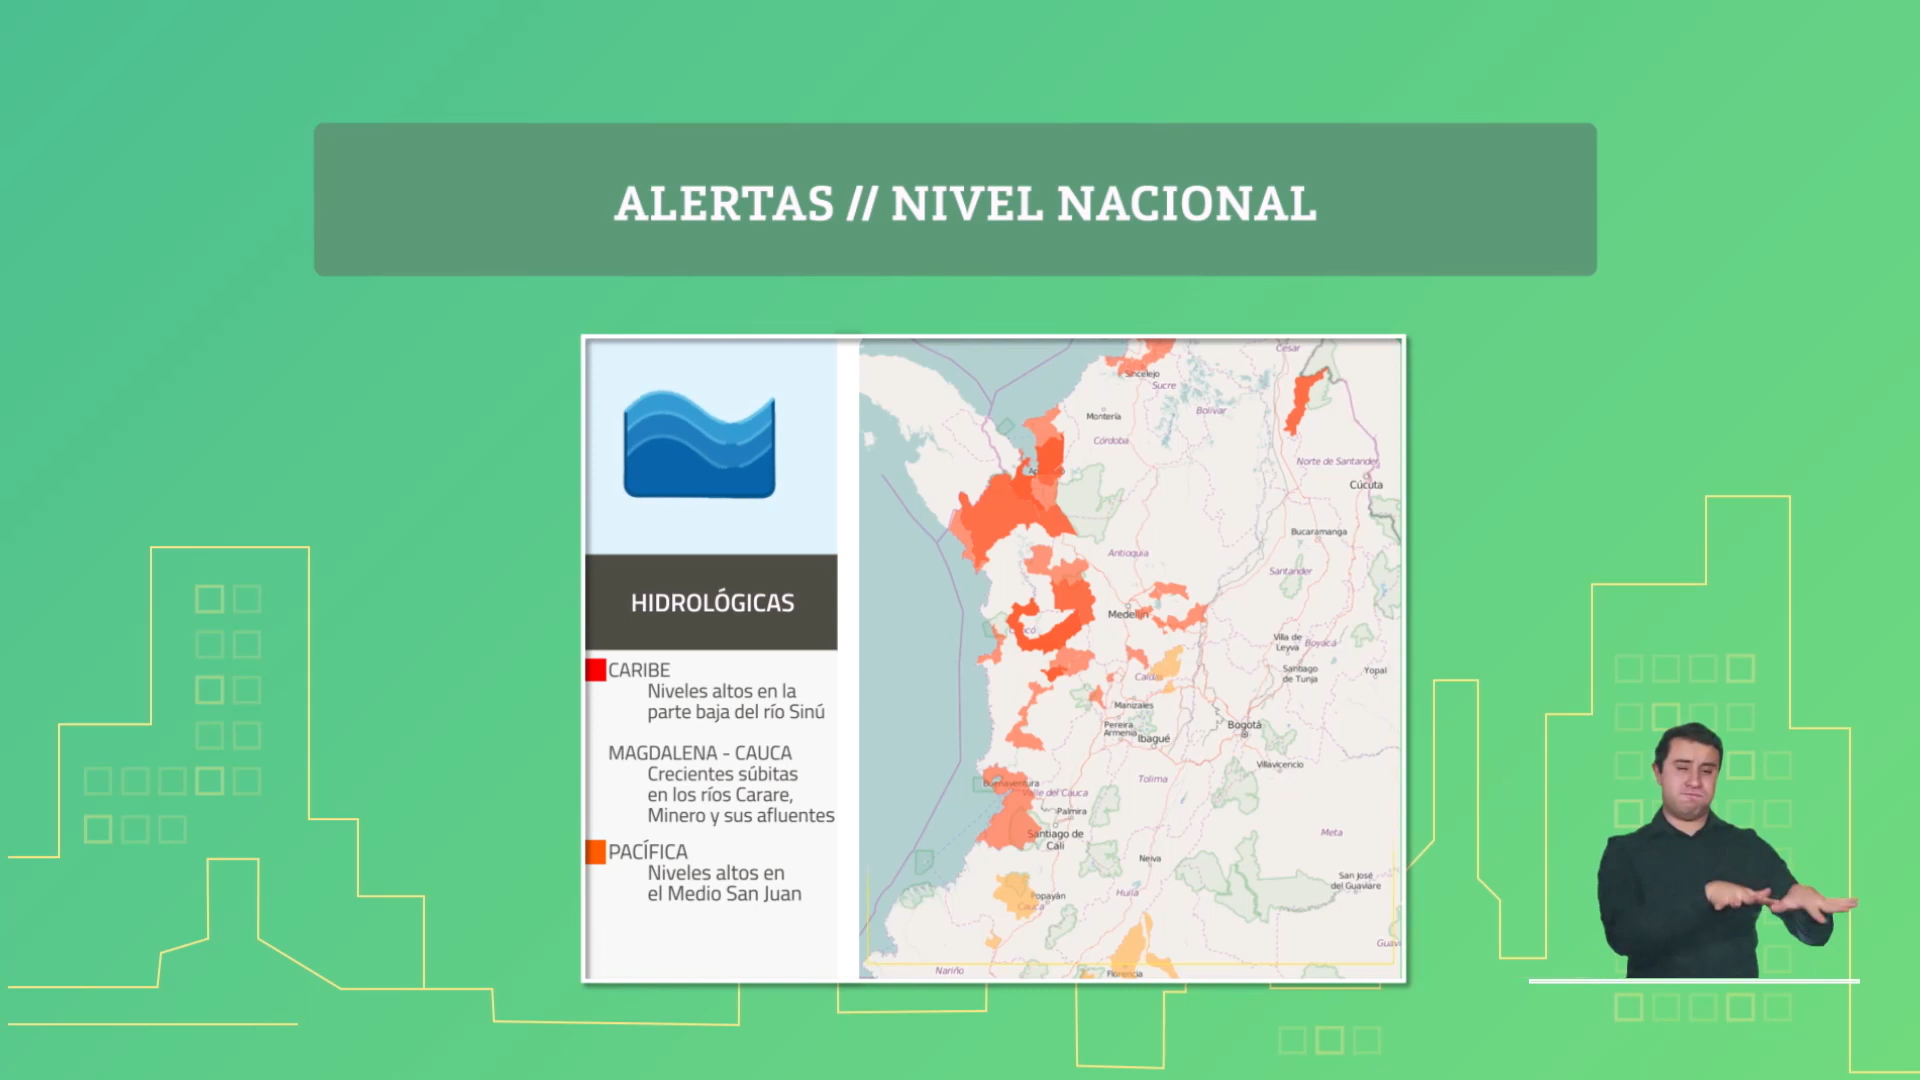 ALERTAS // NIVEL NACIONAL
HIDROLÓGICAS
CARIBE
Niveles altos en la
parte baja del río Sinú
MAGDALENA - CAUCA
Crecientes súbitas
en los ríos Carare,
Minero y sus afluentes
PACÍFICA
Niveles altos en
el Medio San Juan
Cesar
Sincelejo
Sucre
Bolívar
Montería
Córdoba
Norte de Santander
Cúcuta
Bucaramanga
Antioquia
Santander
Medellín
Villa de
Leyva
Boyacá
Santiago
de Tunja
Yopal
Caldas
Manizales
Pereira
Armenia
Ibagué
Bogotá
Villavicencio
Tolima
Buenaventura
Valle del Cauca
Palmira
Santiago de
Cali
Meta
Neiva
San José
del Guaviare
Huila
Popayán
Cauca
Nariño
Florencia